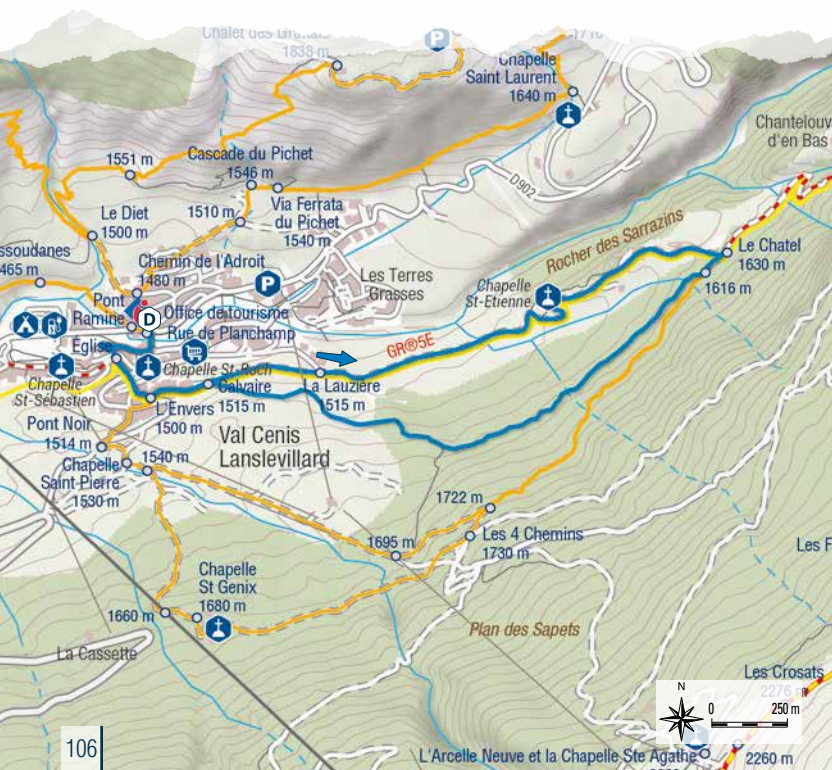 Chalet des Grattais
1838 m
P
Chapelle
Saint Laurent
1640 m
Chantelouve
d'en Bas
1551 m
Cascade du Pichet
1546 m
D902
Le Diet
1500 m
1510 m
Via Ferrata
du Pichet
1540 m
Rocher des Sarrazins
ssoudanes
465 m
Chemin de l'Adroit
1480 m
P
Les Terres
Grasses
Le Chatel
1630 m
1616 m
Chapelle
St-Etienne
Pont
Ramine
D
Office de tourisme
Rue de Planchamp
Église
GR®5E
Chapelle St-Roch
Chapelle
St-Sébastien
Calvaire
1515 m
La Lauzière
1515 m
L'Envers
1500 m
Pont Noir
1514 m
Val Cenis
Lanslevillard
Chapelle
Saint Pierre
1530 m
1540 m
1722 m
1695 m
Les 4 Chemins
1730 m
Les F
Chapelle
St Genix
1680 m
1660 m
Plan des Sapets
La Cassette
Les Crosats
2276 m
N
0 250 m
106
L'Arcelle Neuve et la Chapelle Ste Agathe
2260 m